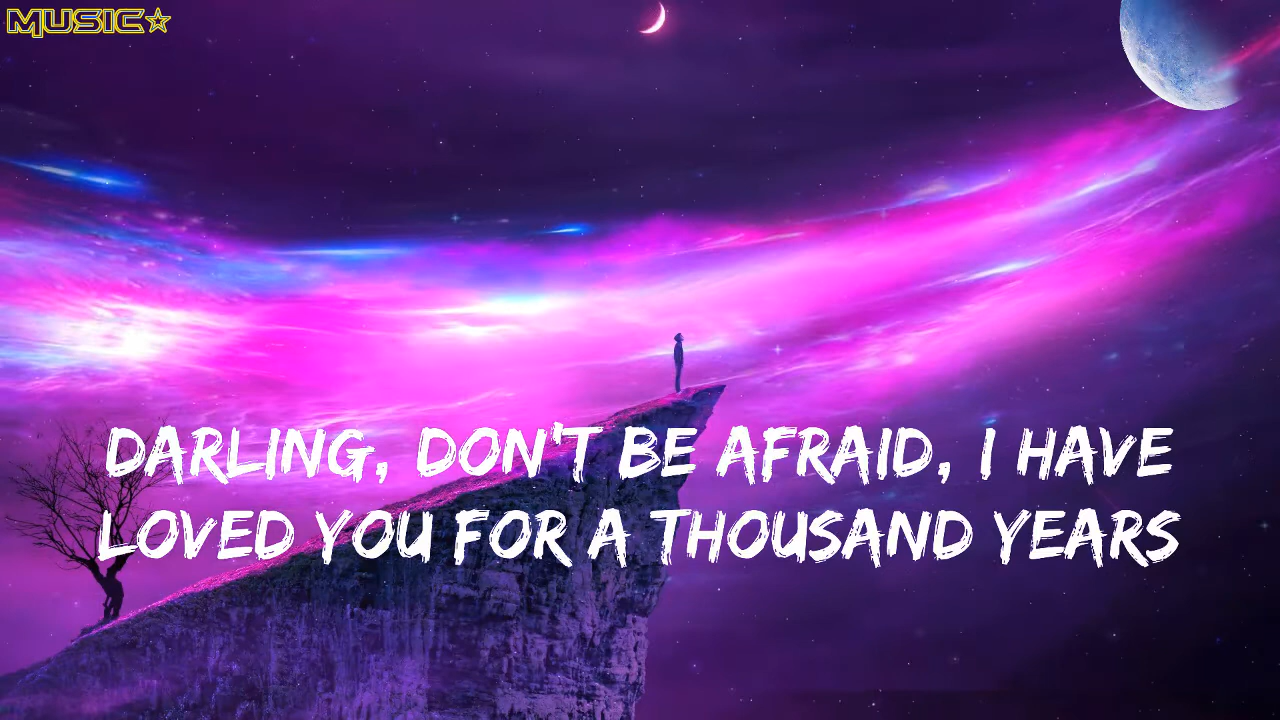 MUSIC☆
DARLING, DON'T BE AFRAID, I HAVE
LOVED YOU FOR A THOUSAND YEARS